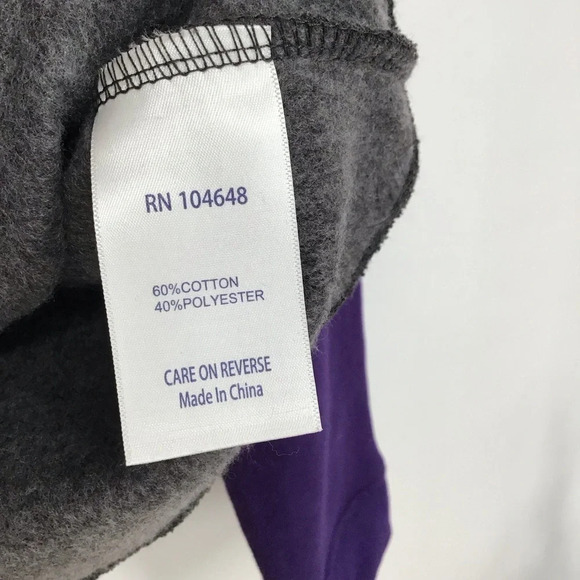 RN 104648
60%COTTON
40%POLYESTER
CARE ON REVERSE
Made In China